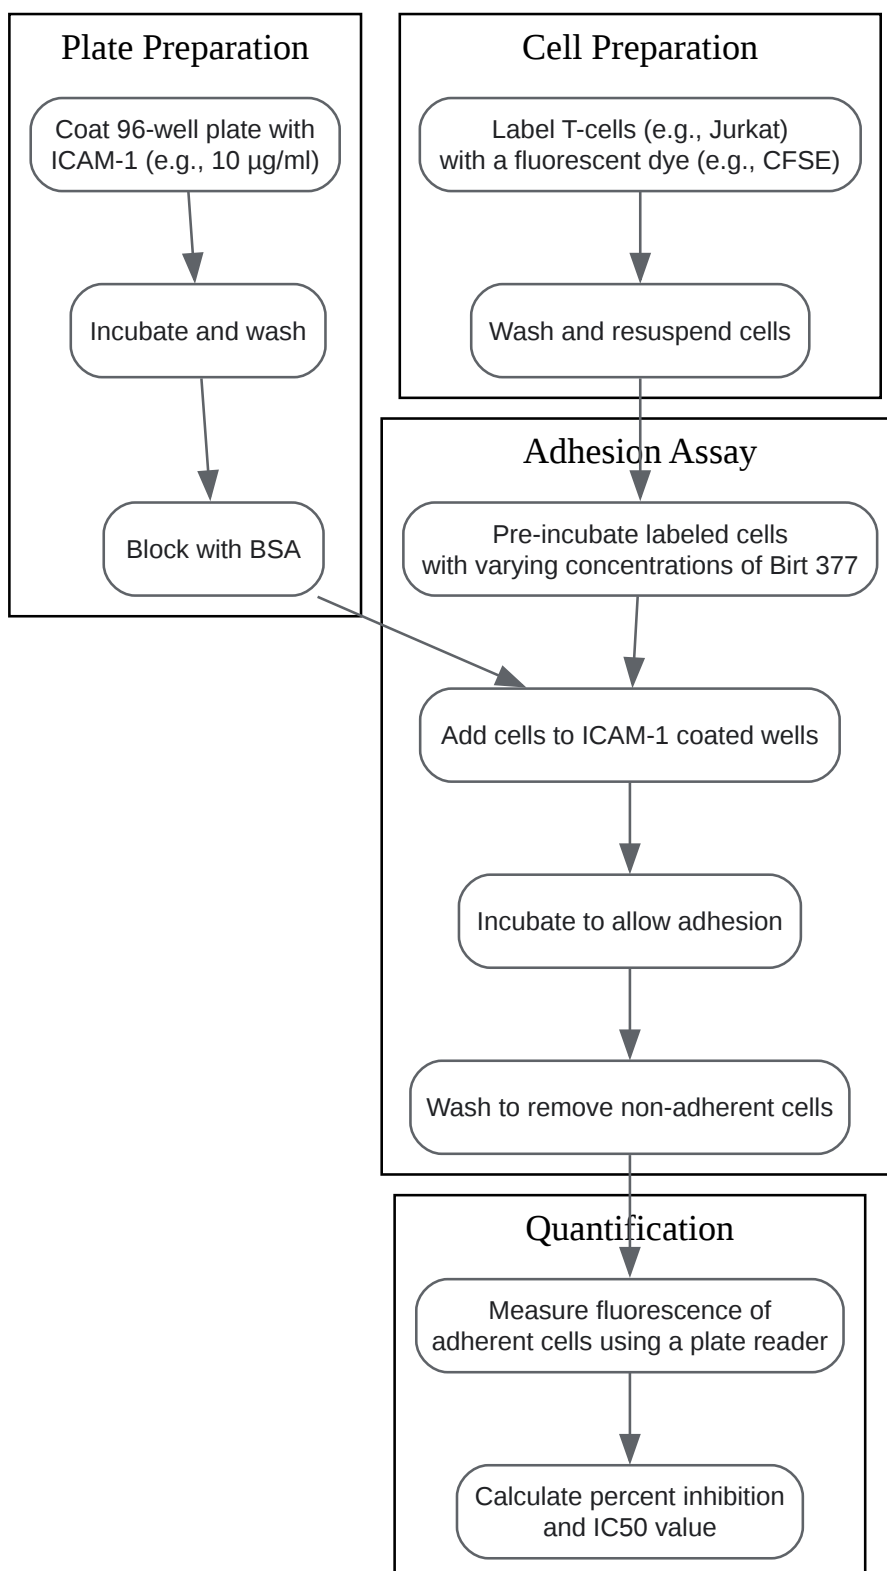 Plate Preparation
Coat 96-well plate with
ICAM-1 (e.g., 10 µg/ml)
Incubate and wash
Block with BSA
Cell Preparation
Label T-cells (e.g., Jurkat)
with a fluorescent dye (e.g., CFSE)
Wash and resuspend cells
Adhesion Assay
Pre-incubate labeled cells
with varying concentrations of Birt 377
Add cells to ICAM-1 coated wells
Incubate to allow adhesion
Wash to remove non-adherent cells
Quantification
Measure fluorescence of
adherent cells using a plate reader
Calculate percent inhibition
and IC50 value